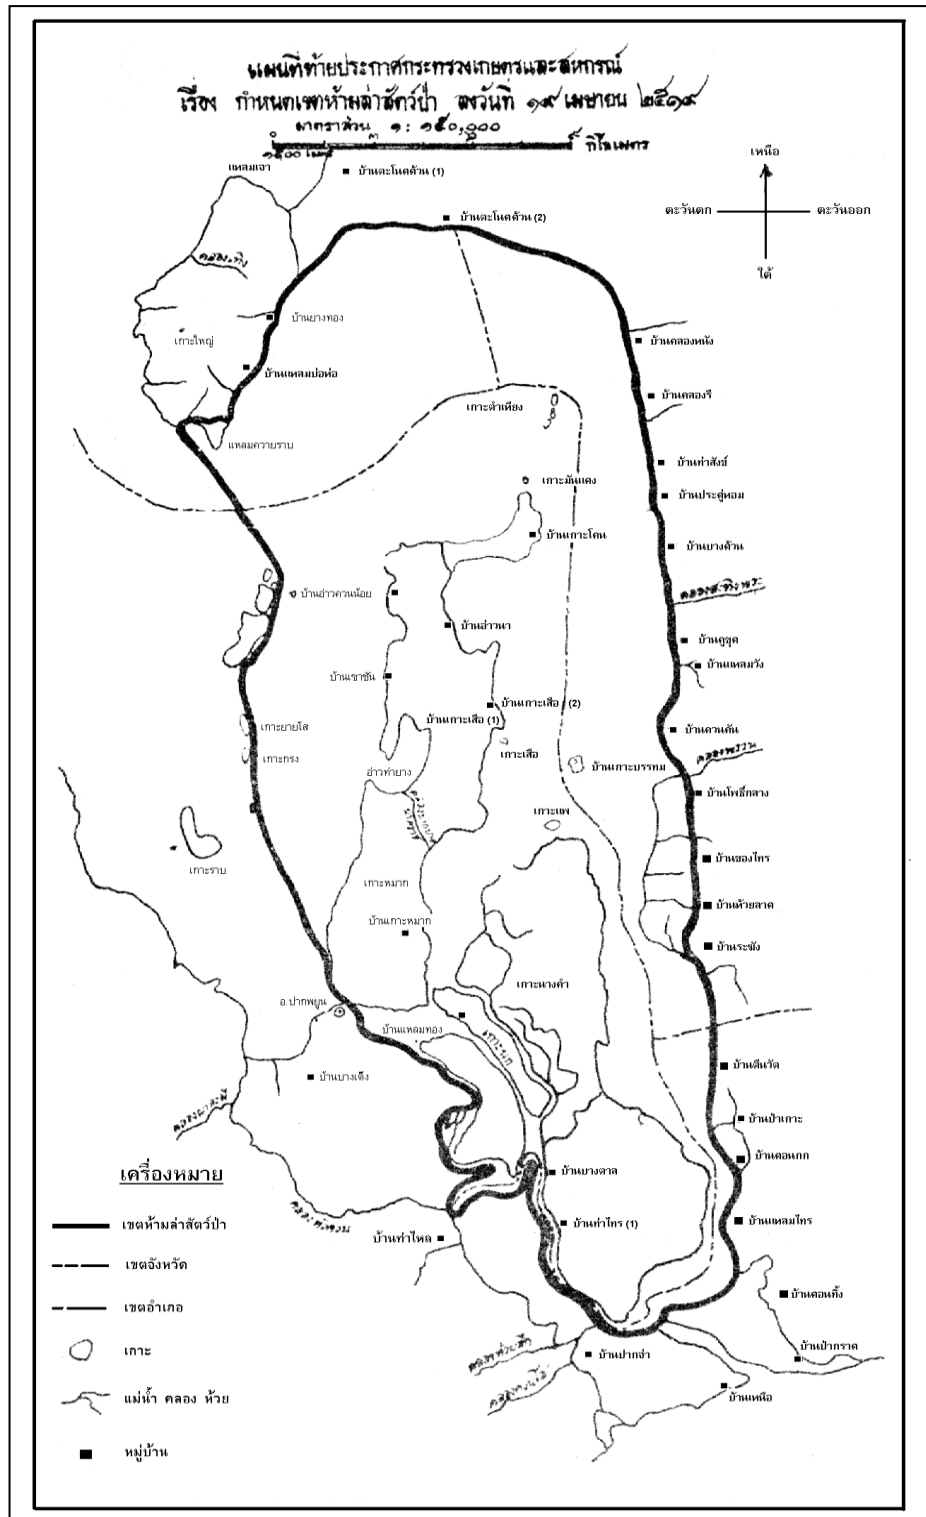 แผนที่ท้ายประกาศกระทรวงเกษตรและสหกรณ์
เรื่อง กำหนดเขตห้ามล่าสัตว์ป่า ลงวันที่ ๑๙ เมษายน ๒๕๑๙
มาตราส่วน ๑ : ๑๕๐,๐๐๐
กิโลเมตร
เหนือ
ตะวันตก
ตะวันออก
ใต้
แหลมเจา
บ้านตะโหนดด้วน (1)
บ้านตะโหนดด้วน (2)
คลองทิง
บ้านยางทอง
เกาะใหญ่
บ้านคลองหนัง
บ้านแหลมบ่อท่อ
บ้านคลองรี
เกาะตำเหียง
แหลมควายราบ
บ้านท่าสังข์
เกาะมันแดง
บ้านประดู่หอม
บ้านเกาะโคน
บ้านบางด้วน
บ้านอ่าวควนน้อย
คลองสะทิงพระ
บ้านอ่าวนา
บ้านคูขุด
บ้านแหลมวัง
บ้านเขาชัน
บ้านเกาะเสือ (2)
บ้านเกาะเสือ (1)
เกาะยายโส
บ้านควนคัน
เกาะเสือ
เกาะกรง
อ่าวท่ายาง
บ้านเกาะบรรทม
บ้านโพธิ์กลาง
เกาะแพ
บ้านของไทร
เกาะราบ
เกาะหมาก
บ้านห้วยลาด
บ้านเกาะหมาก
บ้านระฆัง
เกาะนางคำ
อ.ปากพยูน
บ้านแหลมทอง
บ้านตีนวัด
บ้านบางเต็ง
บ้านป่าเกาะ
บ้านดอนกก
บ้านบางตาล
เครื่องหมาย
บ้านแหลมไทร
เขตห้ามล่าสัตว์ป่า
บ้านท่าไทร (1)
บ้านท่าไหล
เขตจังหวัด
บ้านดอนทิ้ง
เขตอำเภอ
บ้านปากจ่า
บ้านป่ากราด
เกาะ
แม่น้ำ คลอง ห้วย
บ้านเหนือ
หมู่บ้าน